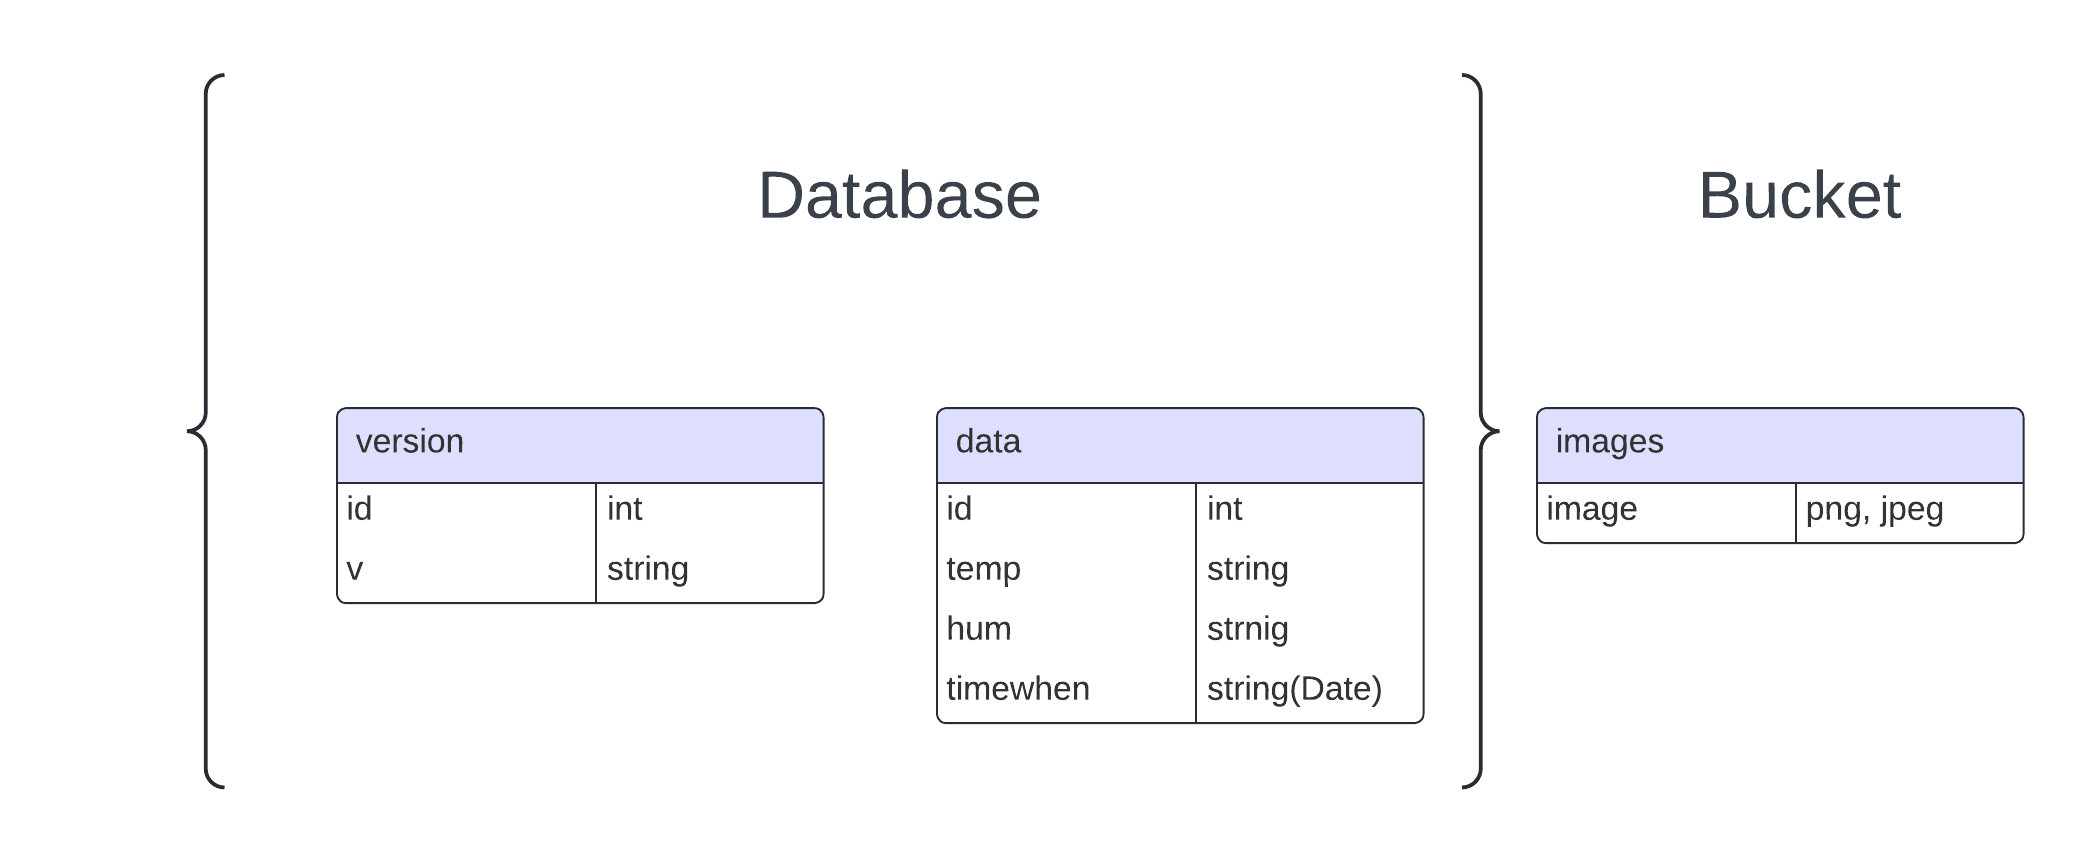 Database
Bucket
version
id int
v string
data
id int
temp string
hum strnig
timewhen string(Date)
images
image png, jpeg